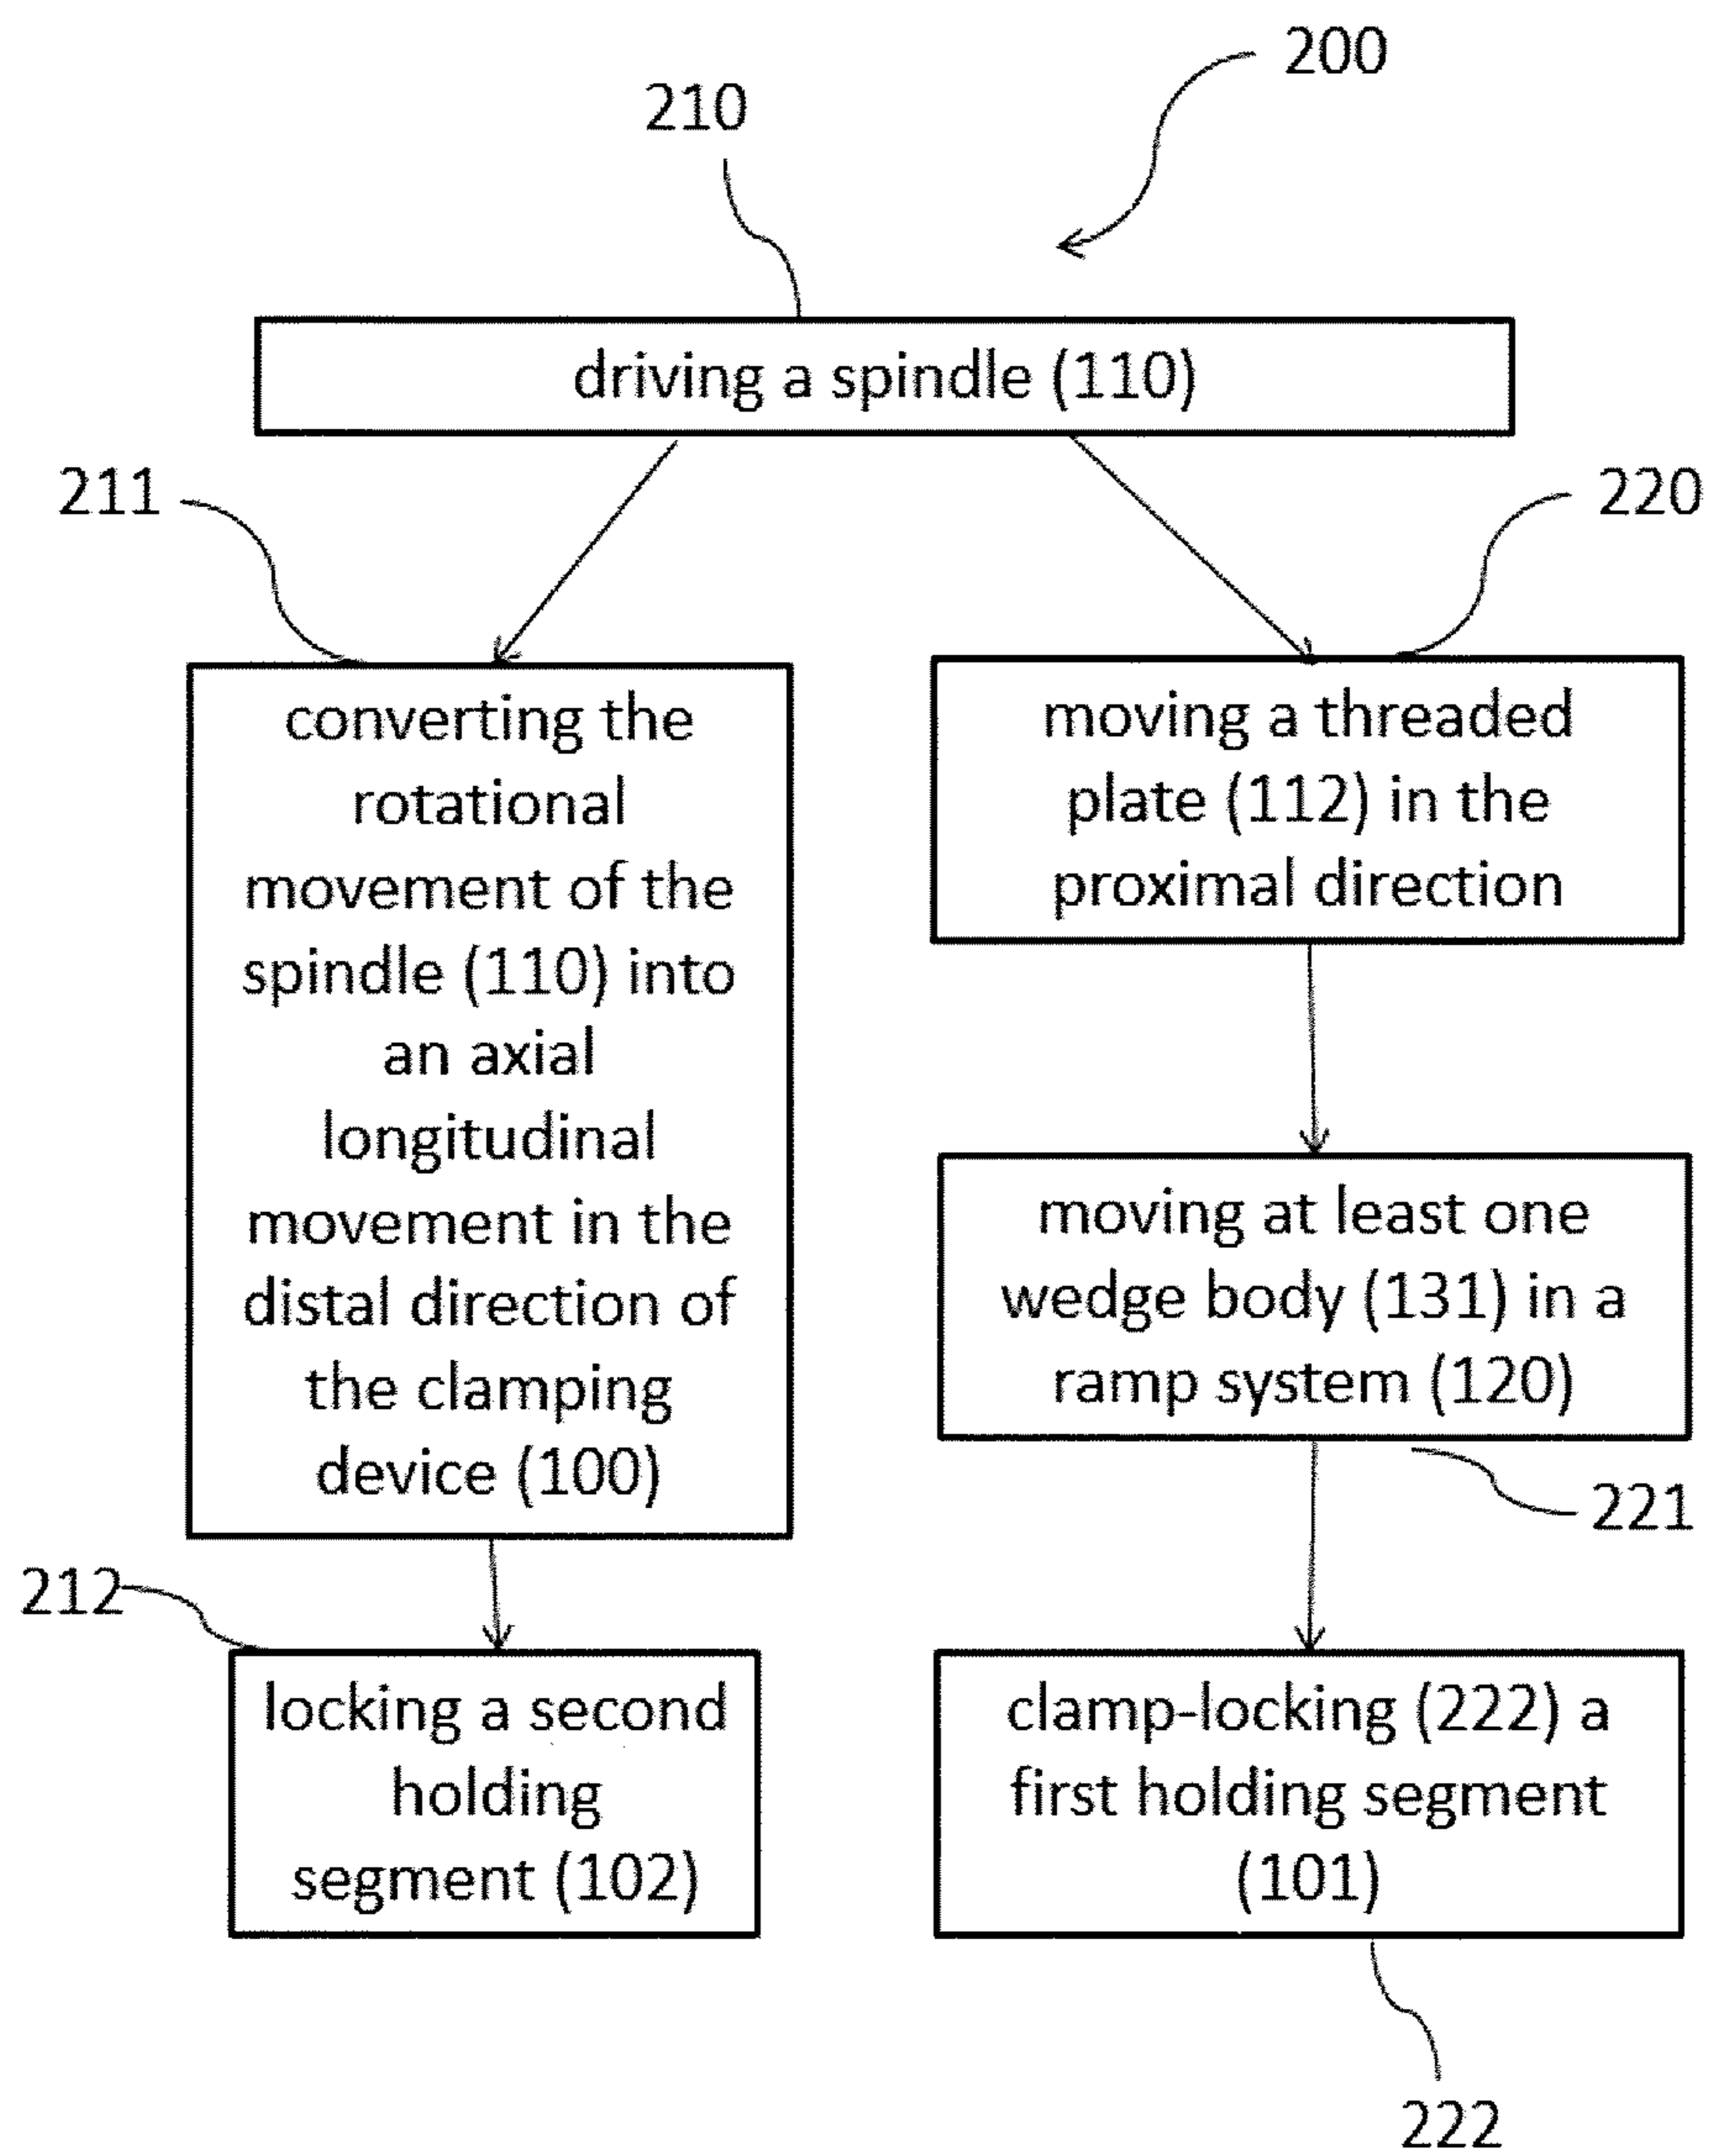 200
210
driving a spindle (110)
211
220
converting the
rotational
movement of the
spindle (110) into
an axial
longitudinal
movement in the
distal direction of
the clamping
device (100)
moving a threaded
plate (112) in the
proximal direction
moving at least one
wedge body (131) in a
ramp system (120)
221
212
locking a second
holding
segment (102)
clamp-locking (222) a
first holding segment
(101)
222